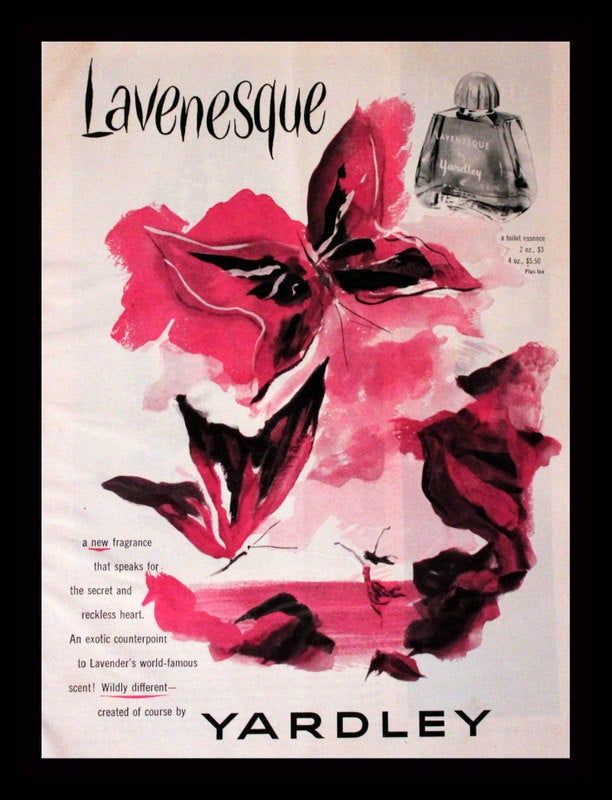 Lavenesque
LAVENESQUE
by
Yardley
a toilet essence
2 oz., $3
4 oz., $5.50
Plus tax
a new fragrance
that speaks for
the secret and
reckless heart.
An exotic counterpoint
to Lavender's world-famous
scent! Wildly different—
created of course by
YARDLEY